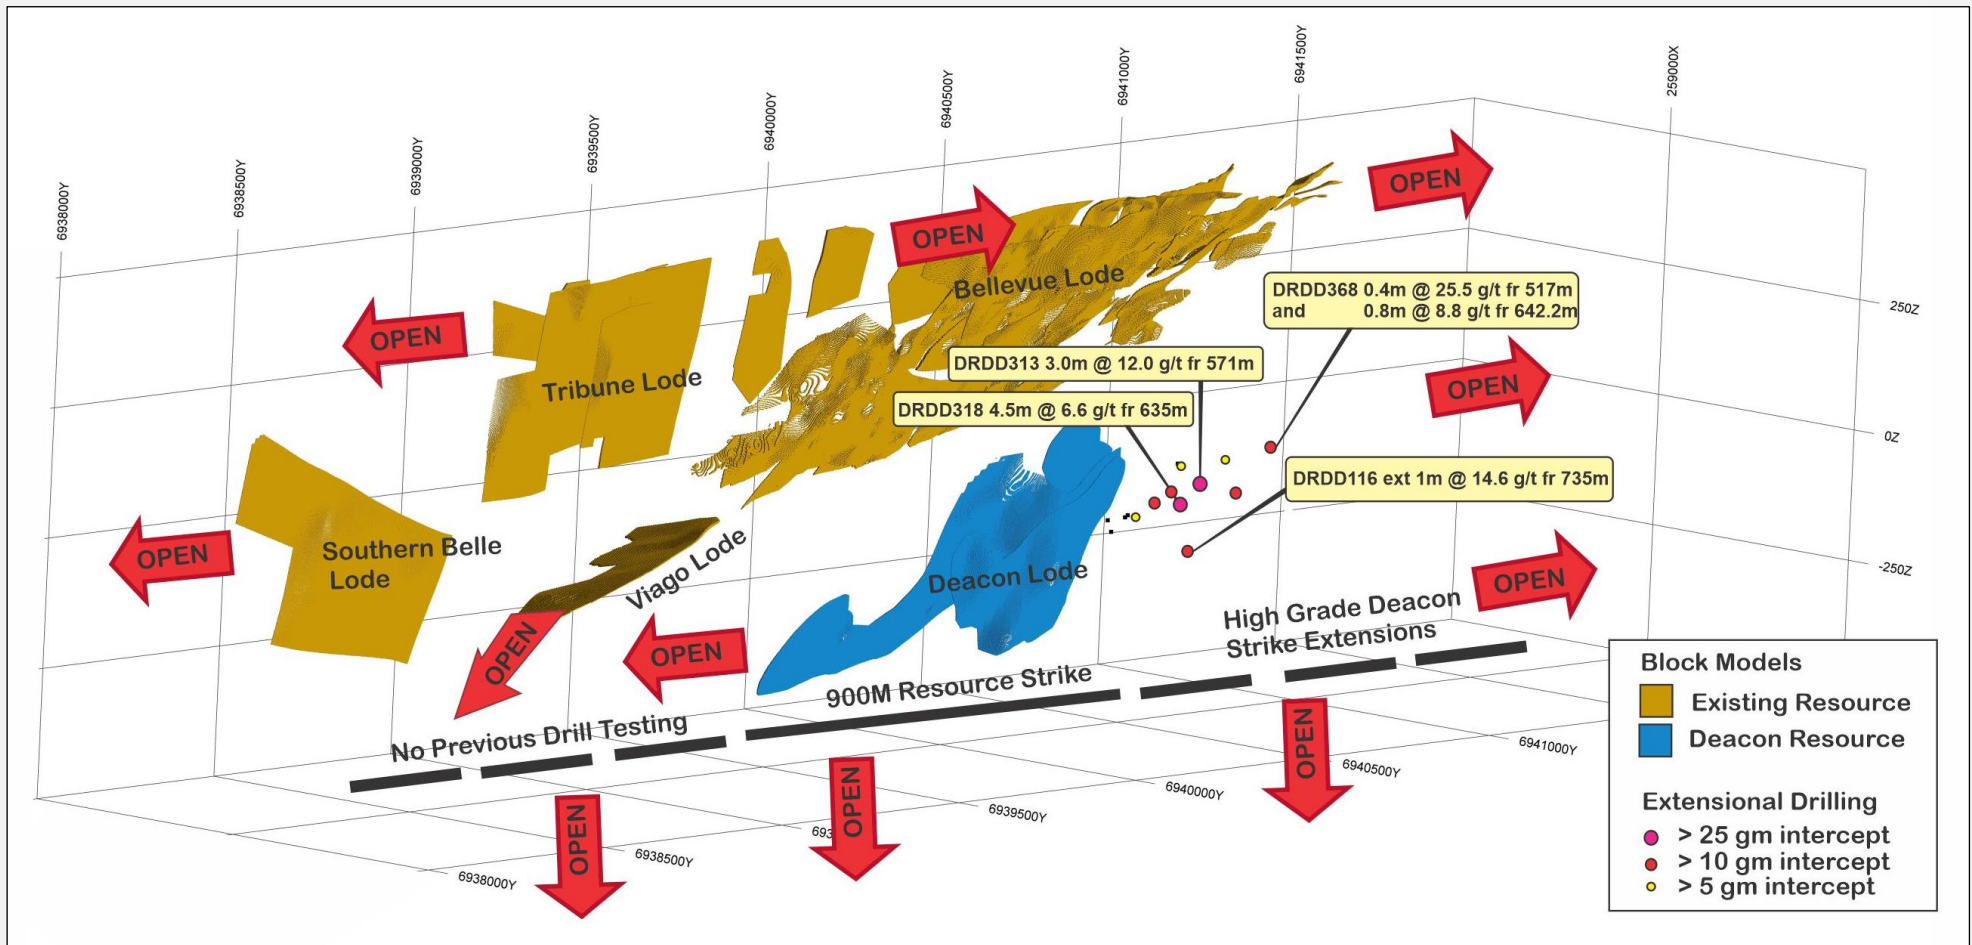 6938000Y
6938500Y
6939000Y
6939500Y
6940000Y
6940500Y
6941000Y
6941500Y
259000X
OPEN
OPEN
OPEN
Bellevue Lode
DRDD368 0.4m @ 25.5 g/t fr 517m
and 0.8m @ 8.8 g/t fr 642.2m
250Z
DRDD313 3.0m @ 12.0 g/t fr 571m
Tribune Lode
OPEN
DRDD318 4.5m @ 6.6 g/t fr 635m
0Z
DRDD116 ext 1m @ 14.6 g/t fr 735m
Southern Belle
Lode
OPEN
Viago Lode
Deacon Lode
-250Z
OPEN
OPEN
OPEN
High Grade Deacon
Strike Extensions
900M Resource Strike
No Previous Drill Testing
OPEN
OPEN
OPEN
6938000Y
6938500Y
693
6939500Y
6940000Y
6940500Y
6941000Y
Block Models
Existing Resource
Deacon Resource
Extensional Drilling
> 25 gm intercept
> 10 gm intercept
> 5 gm intercept